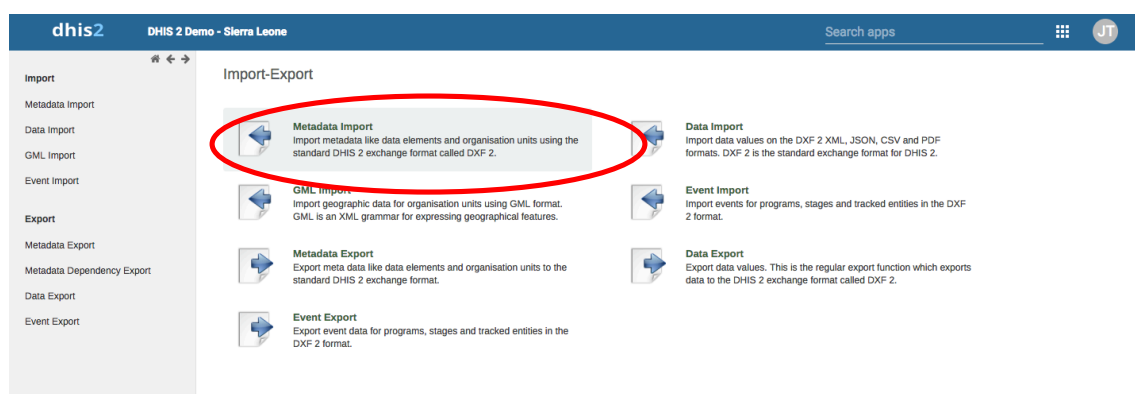 dhis2
DHIS 2 Demo - Sierra Leone
Search apps
JT
Import
Metadata Import
Data Import
GML Import
Event Import
Export
Metadata Export
Metadata Dependency Export
Data Export
Event Export
Import-Export
Metadata Import
Import metadata like data elements and organisation units using the
standard DHIS 2 exchange format called DXF 2.
Data Import
Import data values on the DXF 2 XML, JSON, CSV and PDF
formats. DXF 2 is the standard exchange format for DHIS 2.
GML Import
Import geographic data for organisation units using GML format.
GML is an XML grammar for expressing geographical features.
Event Import
Import events for programs, stages and tracked entities in the DXF
2 format.
Metadata Export
Export meta data like data elements and organisation units to the
standard DHIS 2 exchange format.
Data Export
Export data values. This is the regular export function which exports
data to the DHIS 2 exchange format called DXF 2.
Event Export
Export event data for programs, stages and tracked entities in the
DXF 2 format.